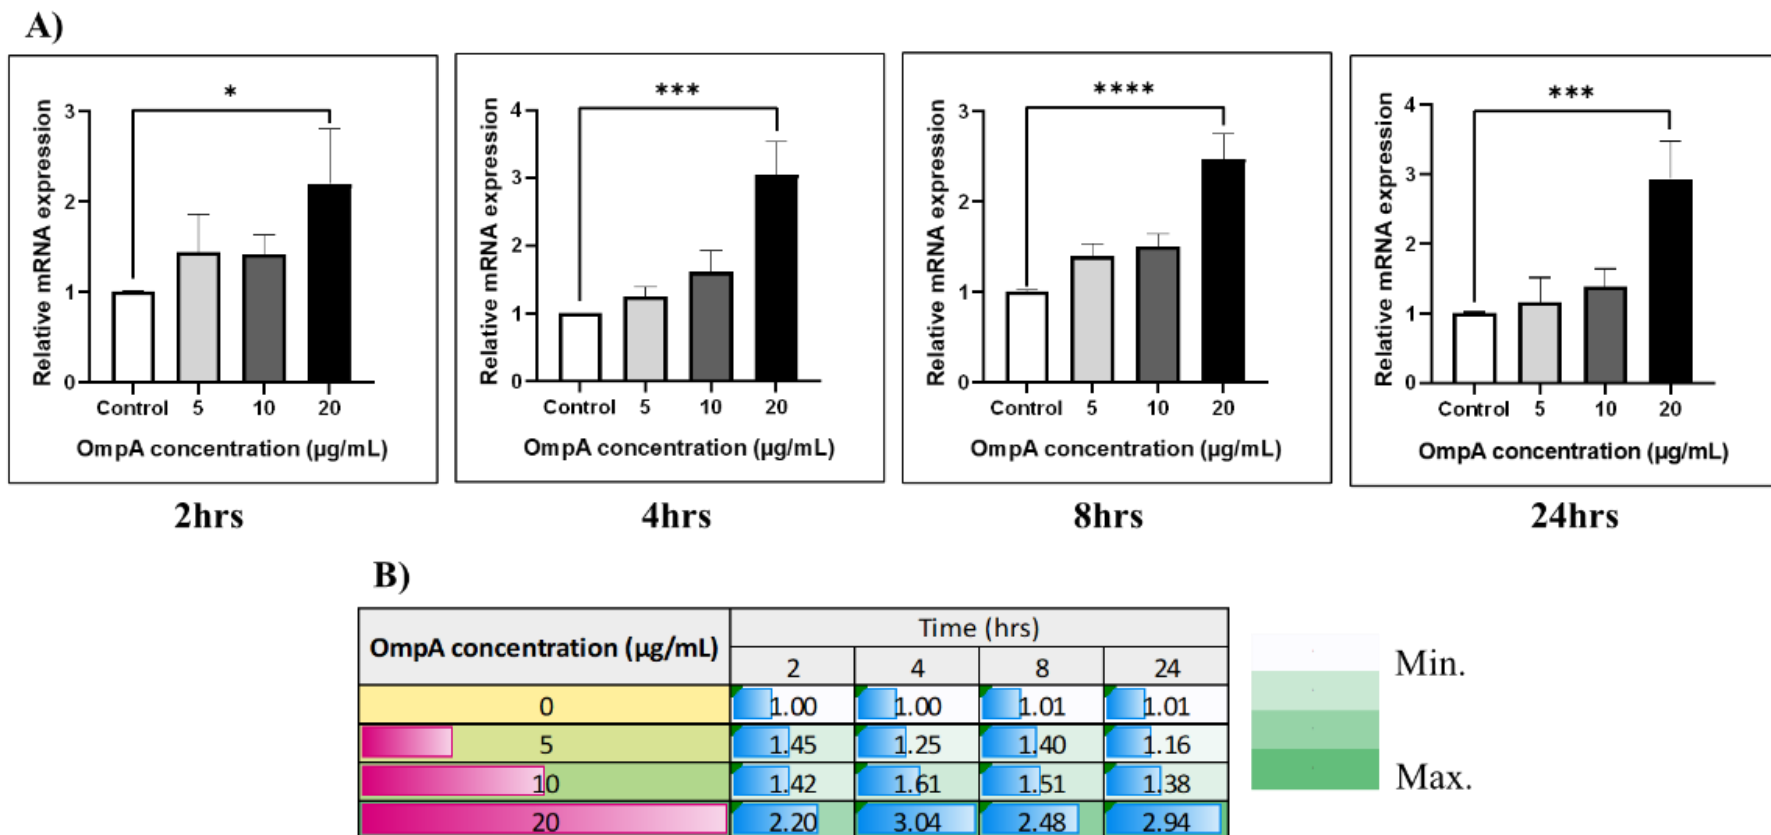 A)
*
3
2
1
0
Relative mRNA expression
Control 5 10 20
OmpA concentration (µg/mL)
2hrs
***
4
3
2
1
0
Relative mRNA expression
Control 5 10 20
OmpA concentration (µg/mL)
4hrs
****
3
2
1
0
Relative mRNA expression
Control 5 10 20
OmpA concentration (µg/mL)
8hrs
***
4
3
2
1
0
Relative mRNA expression
Control 5 10 20
OmpA concentration (µg/mL)
24hrs
B)
OmpA concentration (µg/mL) Time (hrs)
2 4 8 24
0 1.00 1.00 1.01 1.01
5 1.45 1.25 1.40 1.16
10 1.42 1.61 1.51 1.38
20 2.20 3.04 2.48 2.94
Min.
Max.